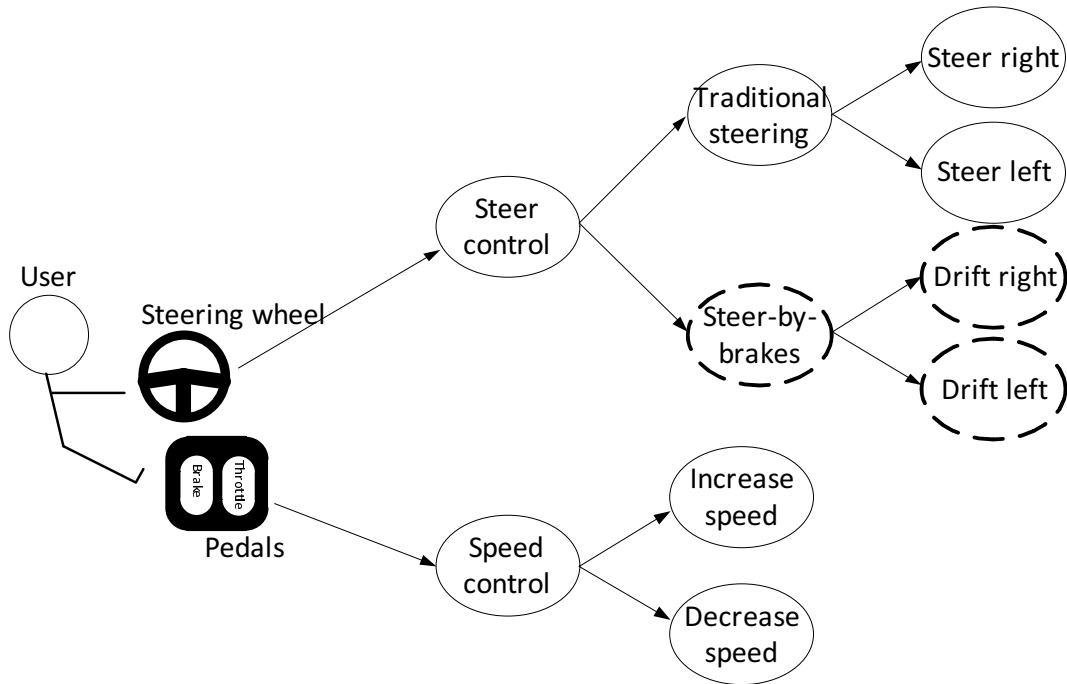 User
Steering wheel
Brake
Throttle
Pedals
Steer
control
Traditional
steering
Steer right
Steer left
Steer-by-
brakes
Drift right
Drift left
Speed
control
Increase
speed
Decrease
speed